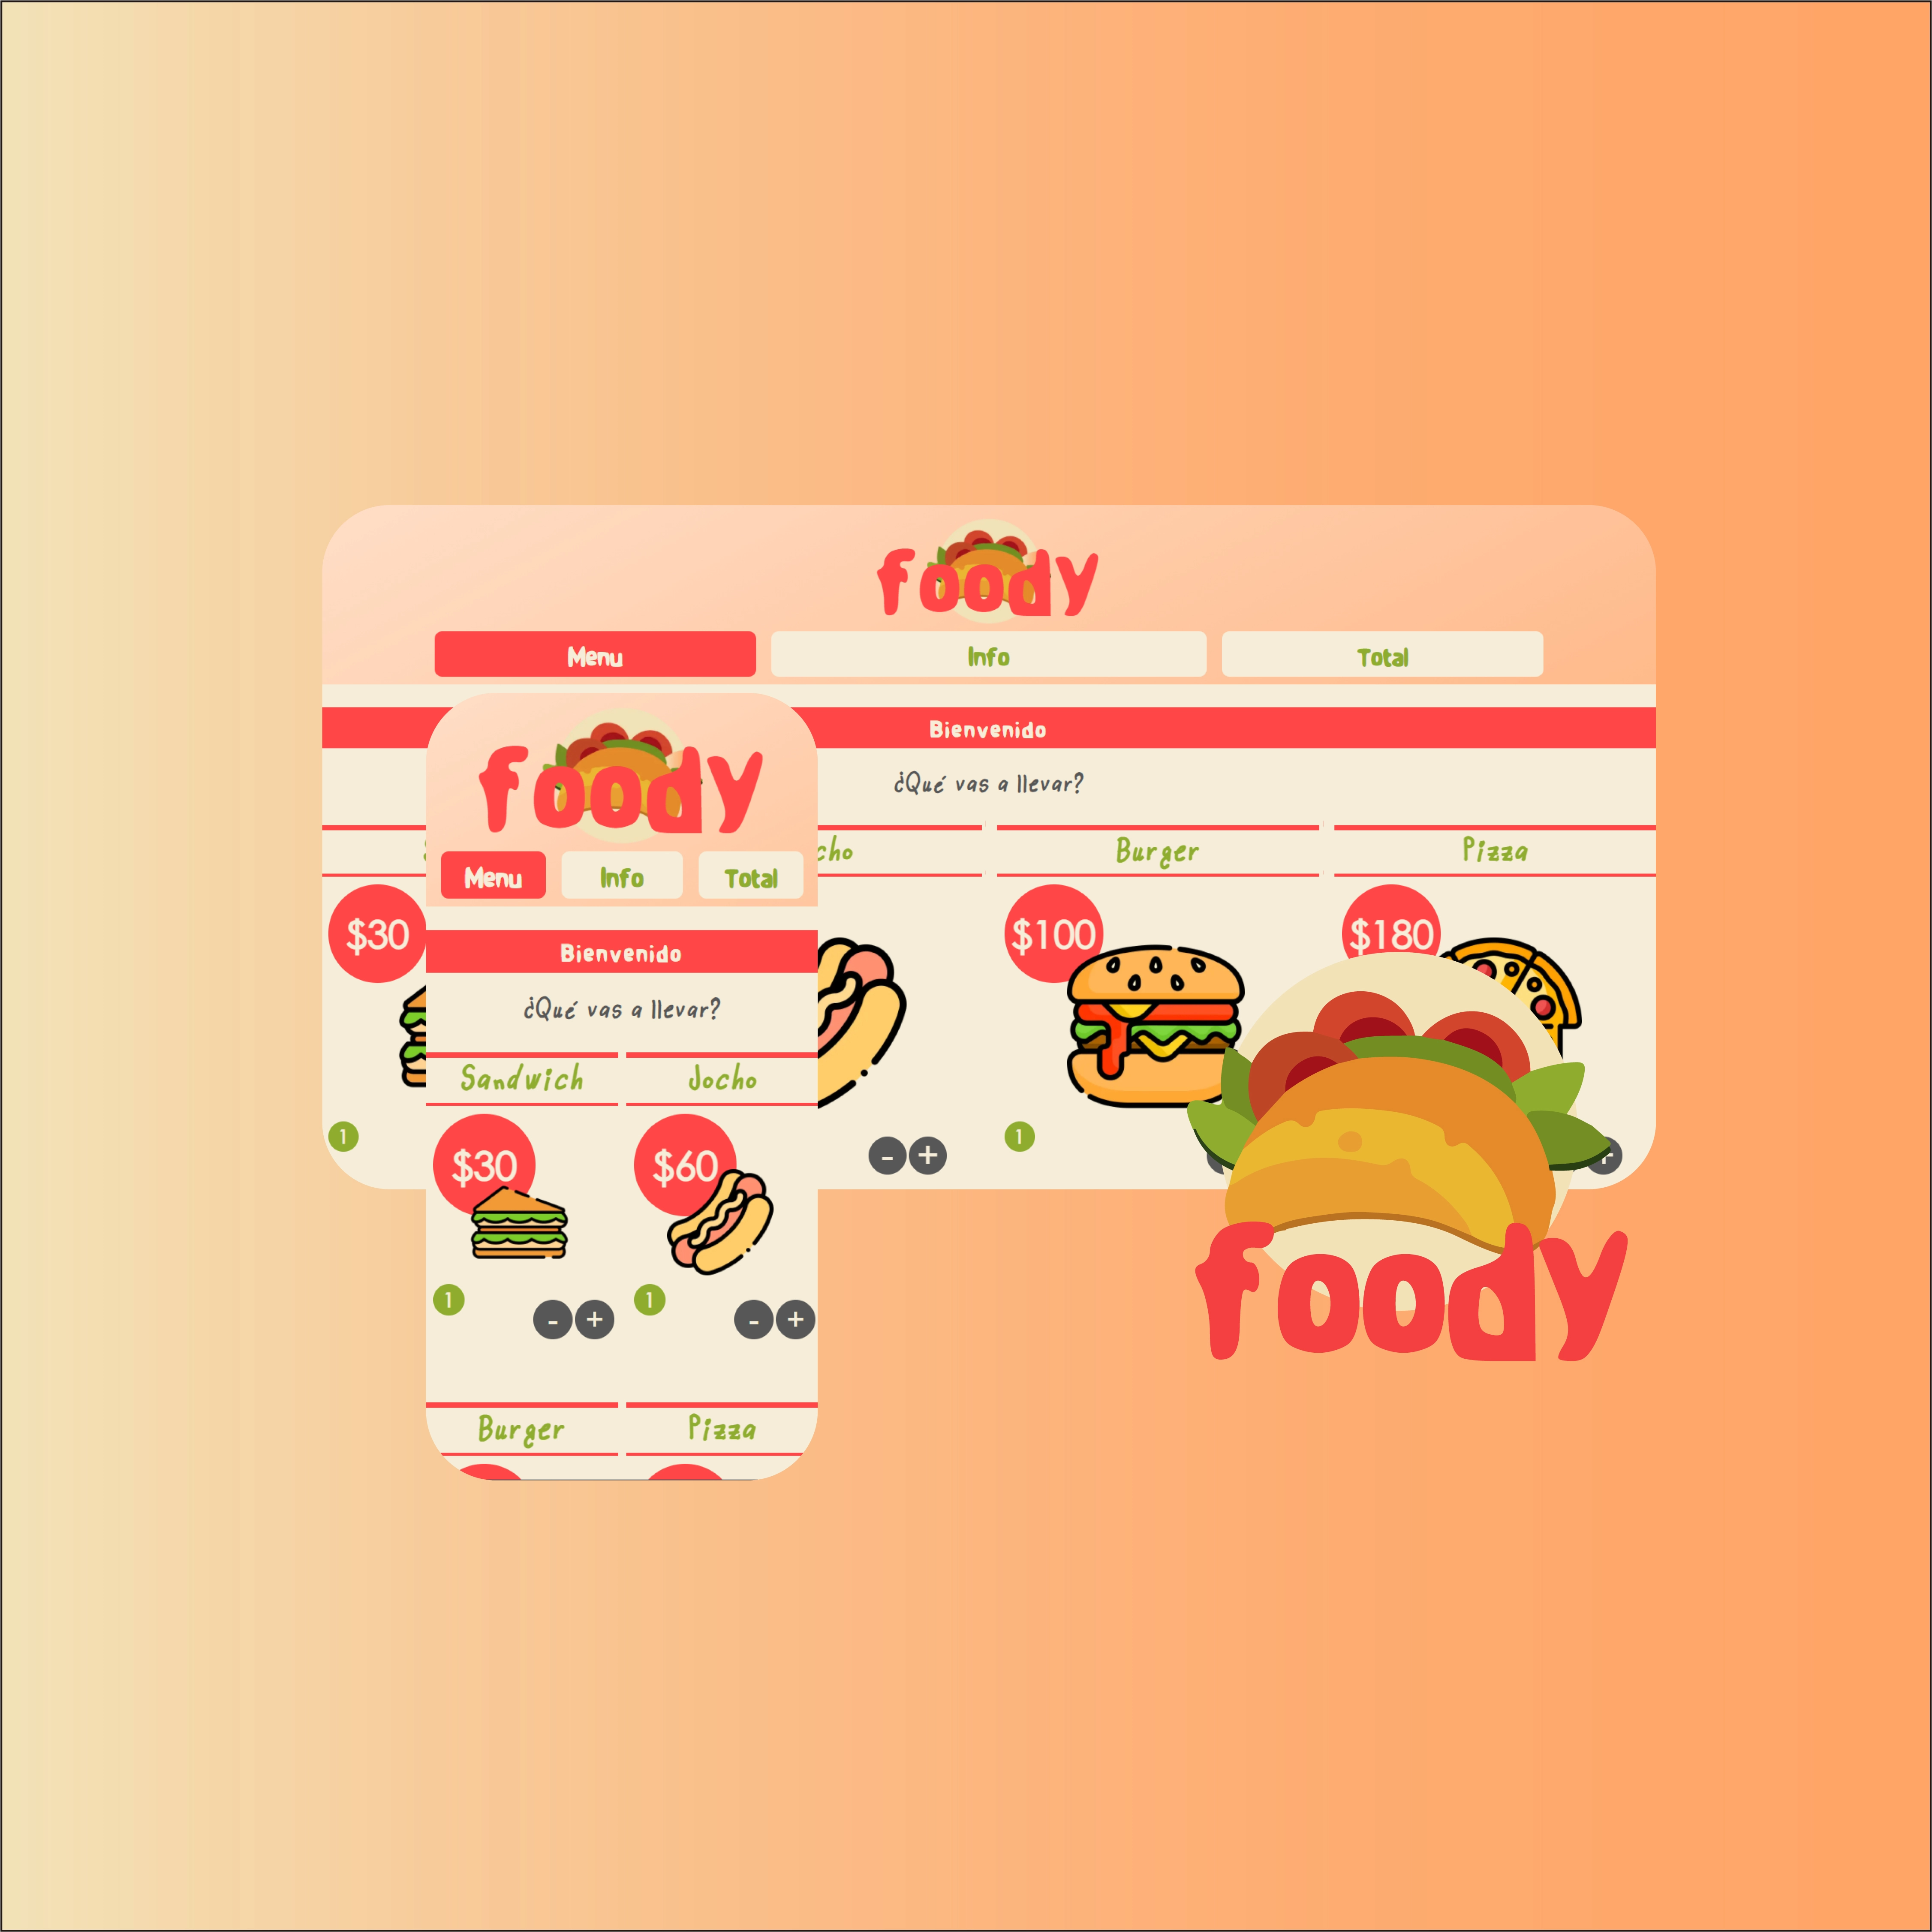 foody
Menu
Info
Total
Bienvenido
¿Qué vas a llevar?
cho
Burger
Pizza
$30
$100
$180
1
- +
1
foody
Menu
Info
Total
Bienvenido
¿Qué vas a llevar?
Sandwich
Jocho
$30
$60
1
- +
1
- +
Burger
Pizza
foody